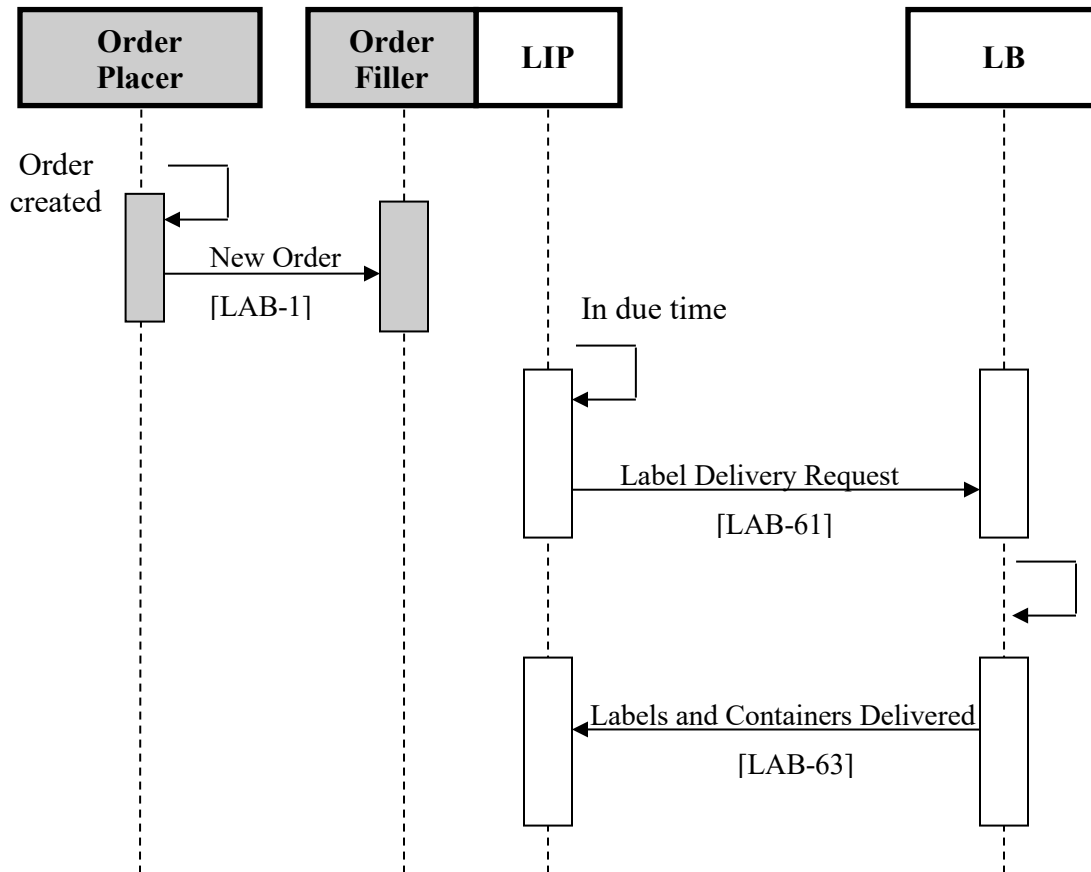 Order
Placer
Order
Filler
LIP
LB
Order
created
New Order
[LAB-1]
In due time
Label Delivery Request
[LAB-61]
Labels and Containers Delivered
[LAB-63]